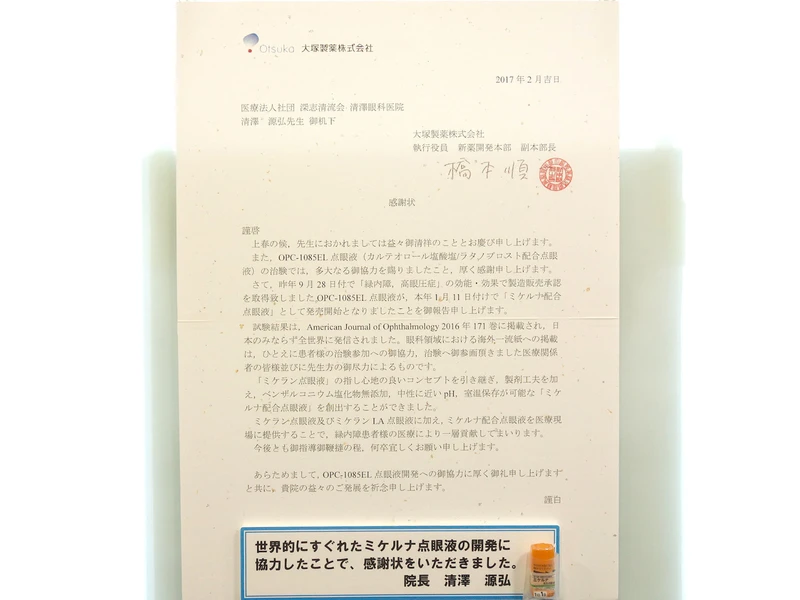 Otsuka 大塚製薬株式会社
2017年2月吉日
医療法人社団 深志清流会 清澤眼科医院
清澤 源弘先生 御机下
大塚製薬株式会社
執行役員 新薬開発本部 副本部長
橋本順
感謝状
謹啓
上春の候，先生におかれましては益々御清祥のこととお慶び申し上げます。
また，OPC-1085EL 点眼液（カルテオロール塩酸塩/ラタノプロスト配合点眼
液）の治験では，多大なる御協力を賜りましたこと，厚く感謝申し上げます。
さて，昨年9月28日付で「緑内障，高眼圧症」の効能・効果で製造販売承認
を取得致しました OPC-1085EL 点眼液が，本年1月11日付けで「ミケルナ配合
点眼液」として発売開始となりましたことを御報告申し上げます。
試験結果は，American Journal of Ophthalmology 2016年171巻に掲載され，日
本のみならず全世界に発信されました。眼科領域における海外一流紙への掲載
は，ひとえに患者様の治験参加への御協力，治験へ御参画頂きました医療関係
者の皆様並びに先生方の御尽力によるものです。
「ミケラン点眼液」の指し心地の良いコンセプトを引き継ぎ，製剤工夫を加
え，ベンザルコニウム塩化物無添加，中性に近いpH，室温保存が可能な「ミケ
ルナ配合点眼液」を創出することができました。
ミケラン点眼液及びミケランLA点眼液に加え，ミケルナ配合点眼液を医療現
場に提供することで，緑内障患者様の医療により一層貢献してまいります。
今後とも御指導御鞭撻の程，何卒宜しくお願い申し上げます。
あらためまして，OPC-1085EL 点眼液開発への御協力に厚く御礼申し上げます
と共に，貴院の益々のご発展を祈念申し上げます。
謹白
世界的にすぐれたミケルナ点眼液の開発に
協力したことで、感謝状をいただきました。
院長 清澤 源弘